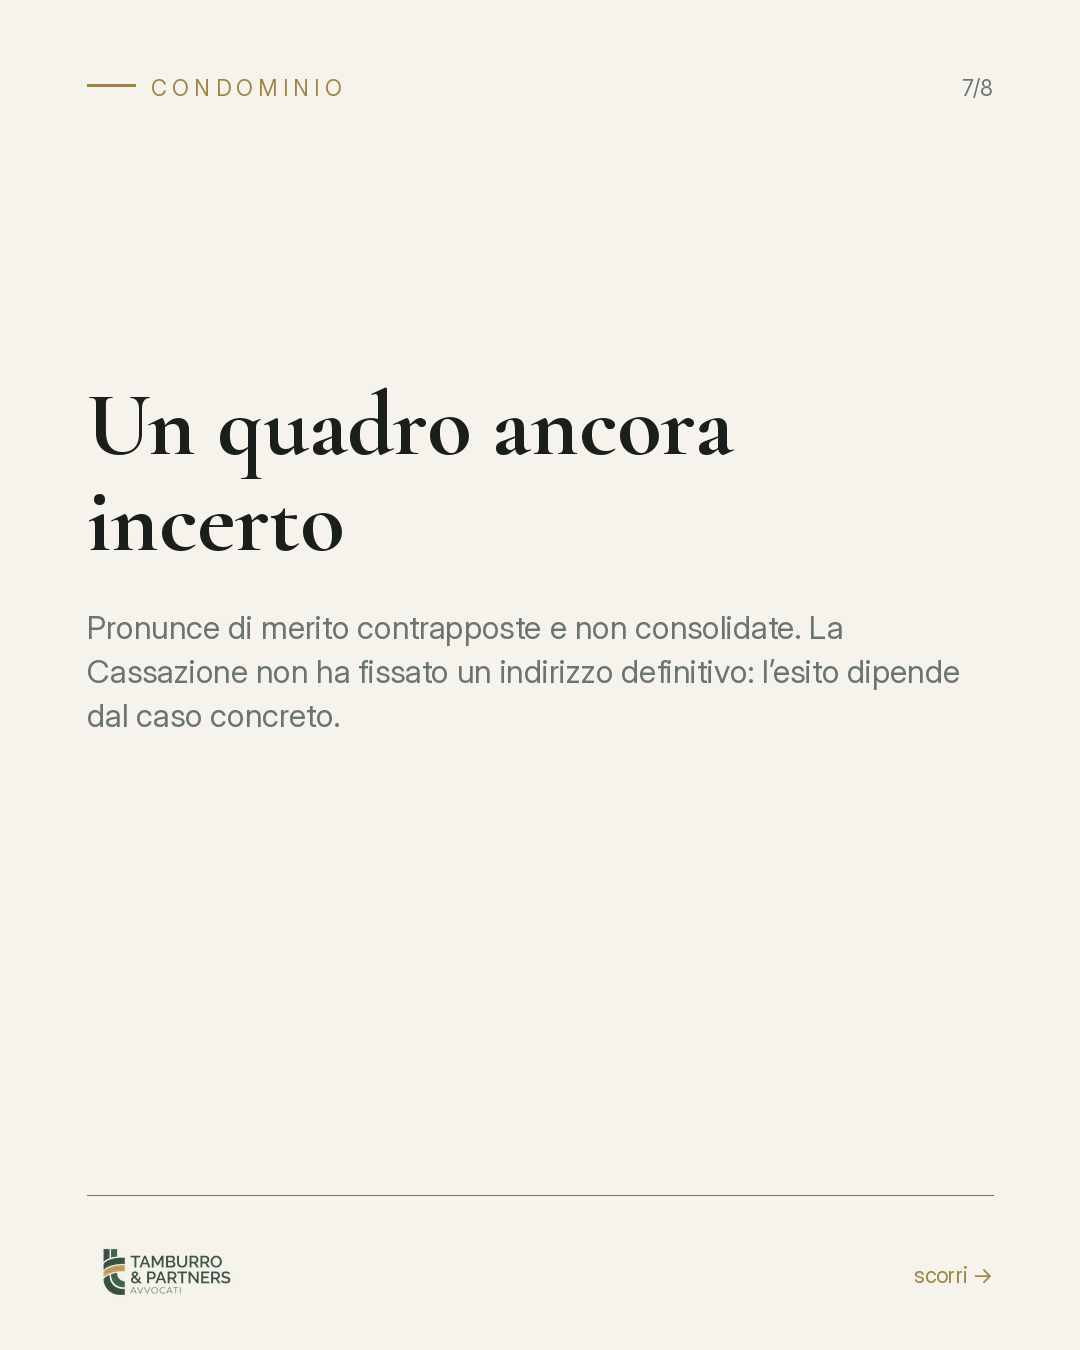 CONDOMINIO
7/8
Un quadro ancora
incerto
Pronunce di merito contrapposte e non consolidate. La
Cassazione non ha fissato un indirizzo definitivo: l’esito dipende
dal caso concreto.
TAMBURRO
& PARTNERS
AVVOCATI
scorri →